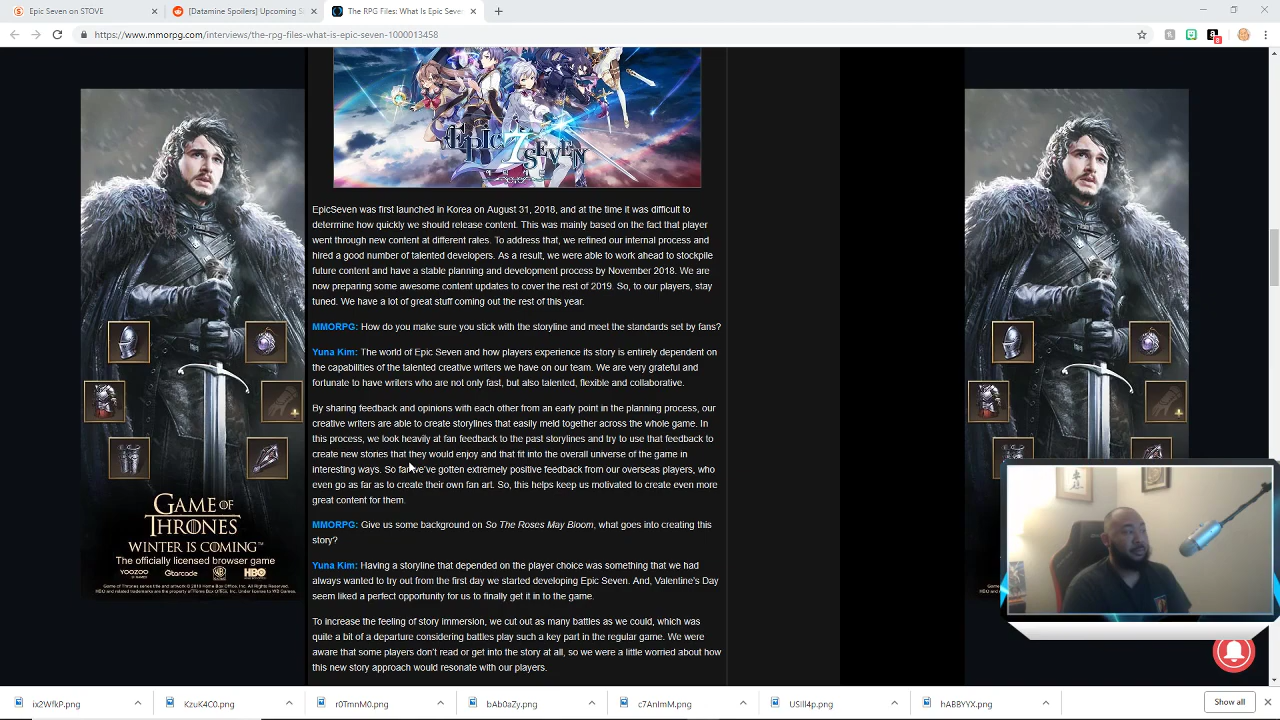 Epic Seven on STOVE
[Datamine Spoilers] Upcoming S
The RPG Files: What Is Epic Seven
https://www.mmorpg.com/interviews/the-rpg-files-what-is-epic-seven-1000013458
EPIC SEVEN
EpicSeven was first launched in Korea on August 31, 2018, and at the time it was difficult to
determine how quickly we should release content. This was mainly based on the fact that player
went through new content at different rates. To address that, we refined our internal process and
hired a good number of talented developers. As a result, we were able to work ahead to stockpile
future content and have a stable planning and development process by November 2018. We are
now preparing some awesome content updates to cover the rest of 2019. So, to our players, stay
tuned. We have a lot of great stuff coming out the rest of this year.
MMORPG: How do you make sure you stick with the storyline and meet the standards set by fans?
Yuna Kim: The world of Epic Seven and how players experience its story is entirely dependent on
the capabilities of the talented creative writers we have on our team. We are very grateful and
fortunate to have writers who are not only fast, but also talented, flexible and collaborative.
By sharing feedback and opinions with each other from an early point in the planning process, our
creative writers are able to create storylines that easily meld together across the whole game. In
this process, we look heavily at fan feedback to the past storylines and try to use that feedback to
create new stories that they would enjoy and that fit into the overall universe of the game in
interesting ways. So far we've gotten extremely positive feedback from our overseas players, who
even go as far as to create their own fan art. So, this helps keep us motivated to create even more
great content for them.
MMORPG: Give us some background on So The Roses May Bloom, what goes into creating this
story?
Yuna Kim: Having a storyline that depended on the player choice was something that we had
always wanted to try out from the first day we started developing Epic Seven. And, Valentine's Day
seem liked a perfect opportunity for us to finally get it in to the game.
To increase the feeling of story immersion, we cut out as many battles as we could, which was
quite a bit of a departure considering battles play such a key part in the regular game. We were
aware that some players don't read or get into the story at all, so we were a little worried about how
this new story approach would resonate with our players.
GAME OF
THRONES
WINTER IS COMING™
The officially licensed browser game
YOOZOO
GAMES
Gtarcade
HBO
ix2WfkP.png
KzuK4C0.png
r0TmnM0.png
bAb0aZy.png
c7AnImM.png
USIIl4p.png
hABBYYX.png
Show all